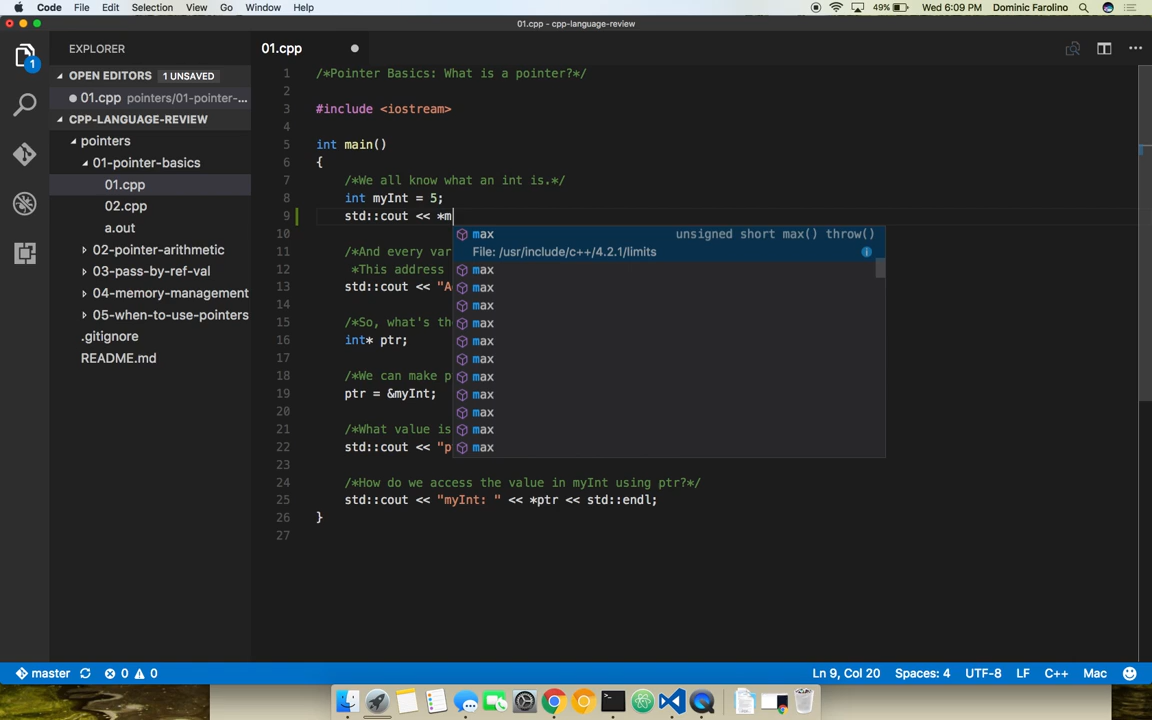 Code File Edit Selection View Go Window Help 49% Wed 6:09 PM Dominic Farolino
01.cpp - cpp-language-review
EXPLORER
OPEN EDITORS 1 UNSAVED
01.cpp pointers/01-pointer-...
CPP-LANGUAGE-REVIEW
pointers
01-pointer-basics
01.cpp
02.cpp
a.out
02-pointer-arithmetic
03-pass-by-ref-val
04-memory-management
05-when-to-use-pointers
.gitignore
README.md
1
01.cpp
1 /*Pointer Basics: What is a pointer?*/
2
3 #include <iostream>
4
5 int main()
6 {
7 /*We all know what an int is.*/
8 int myInt = 5;
9 std::cout << *m
10
11 /*And every var
12 *This address
13 std::cout << "A
14
15 /*So, what's th
16 int* ptr;
17
18 /*We can make p
19 ptr = &myInt;
20
21 /*What value is
22 std::cout << "p
23
24 /*How do we access the value in myInt using ptr?*/
25 std::cout << "myInt: " << *ptr << std::endl;
26 }
27
max unsigned short max() throw()
File: /usr/include/c++/4.2.1/limits
max
max
max
max
max
max
max
max
max
max
max
master 0 0 Ln 9, Col 20 Spaces: 4 UTF-8 LF C++ Mac